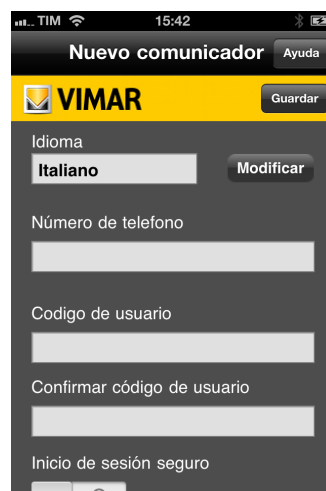 TIM 15:42
Nuevo comunicador Ayuda
VIMAR Guardar
Idioma
Italiano Modificar
Número de telefono
Codigo de usuario
Confirmar código de usuario
Inicio de sesión seguro